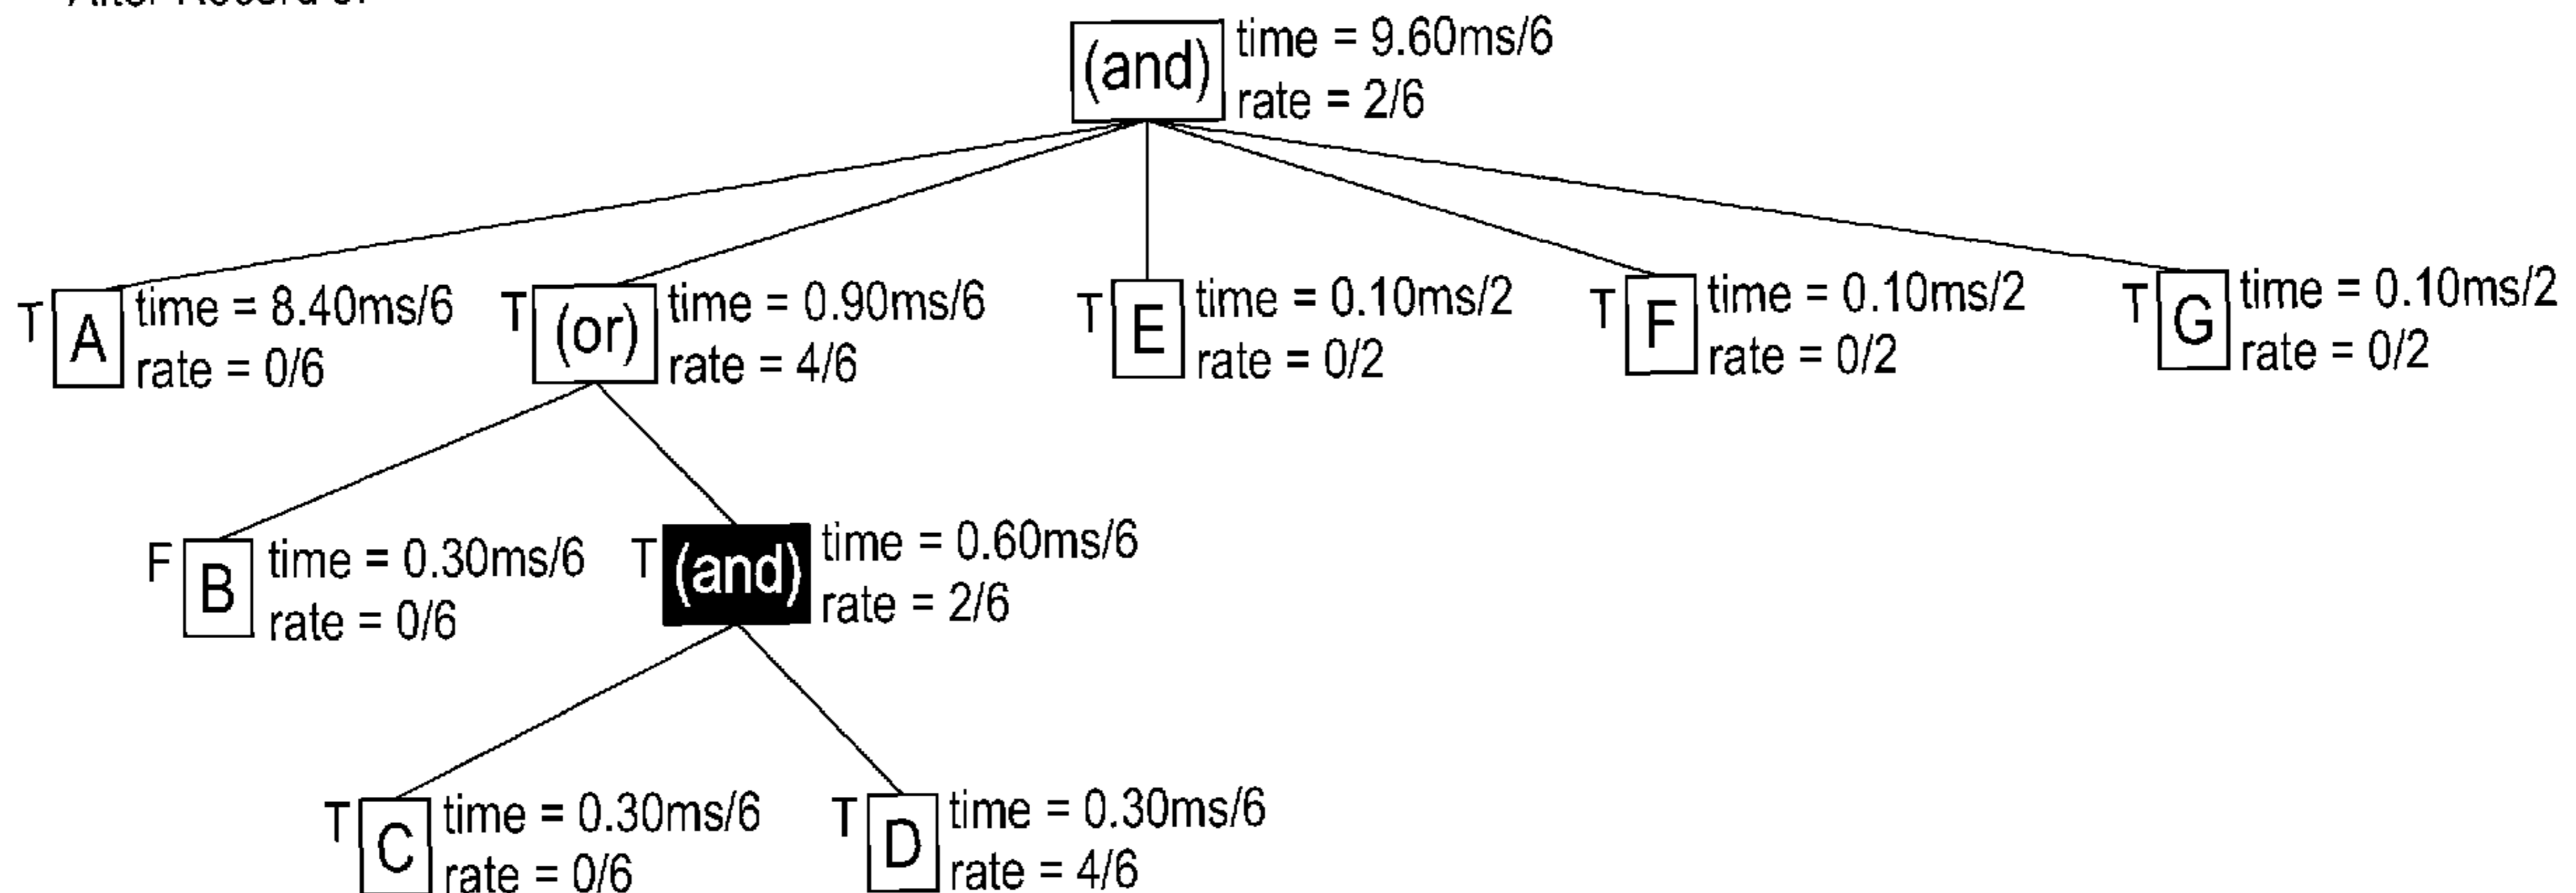 (and) time = 9.60ms/6
rate = 2/6
T A time = 8.40ms/6
rate = 0/6
T (or) time = 0.90ms/6
rate = 4/6
T E time = 0.10ms/2
rate = 0/2
T F time = 0.10ms/2
rate = 0/2
T G time = 0.10ms/2
rate = 0/2
F B time = 0.30ms/6
rate = 0/6
T (and) time = 0.60ms/6
rate = 2/6
T C time = 0.30ms/6
rate = 0/6
T D time = 0.30ms/6
rate = 4/6